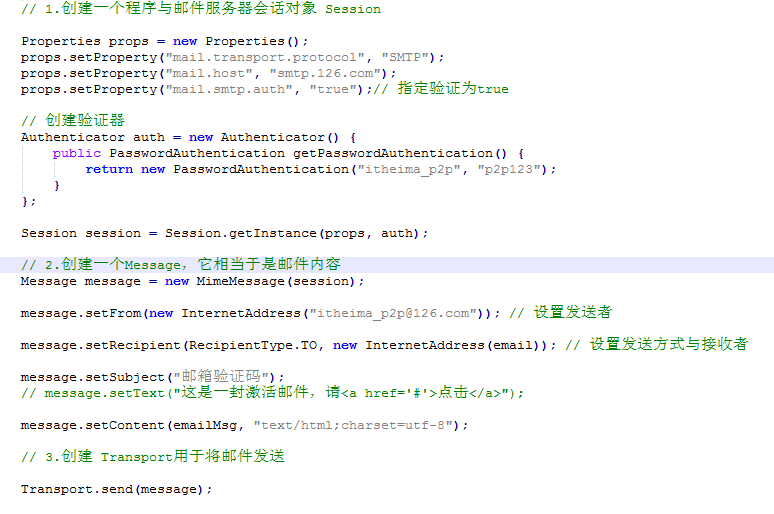 // 1.创建一个程序与邮件服务器会话对象 Session
Properties props = new Properties();
props.setProperty("mail.transport.protocol", "SMTP");
props.setProperty("mail.host", "smtp.126.com");
props.setProperty("mail.smtp.auth", "true");// 指定验证为true
// 创建验证器
Authenticator auth = new Authenticator() {
public PasswordAuthentication getPasswordAuthentication() {
return new PasswordAuthentication("itheima_p2p", "p2p123");
}
};
Session session = Session.getInstance(props, auth);
// 2.创建一个Message，它相当于是邮件内容
Message message = new MimeMessage(session);
message.setFrom(new InternetAddress("itheima_p2p@126.com")); // 设置发送者
message.setRecipient(RecipientType.TO, new InternetAddress(email)); // 设置发送方式与接收者
message.setSubject("邮箱验证码");
// message.setText("这是一封激活邮件，请<a href='#'>点击</a>");
message.setContent(emailMsg, "text/html;charset=utf-8");
// 3.创建 Transport用于将邮件发送
Transport.send(message);